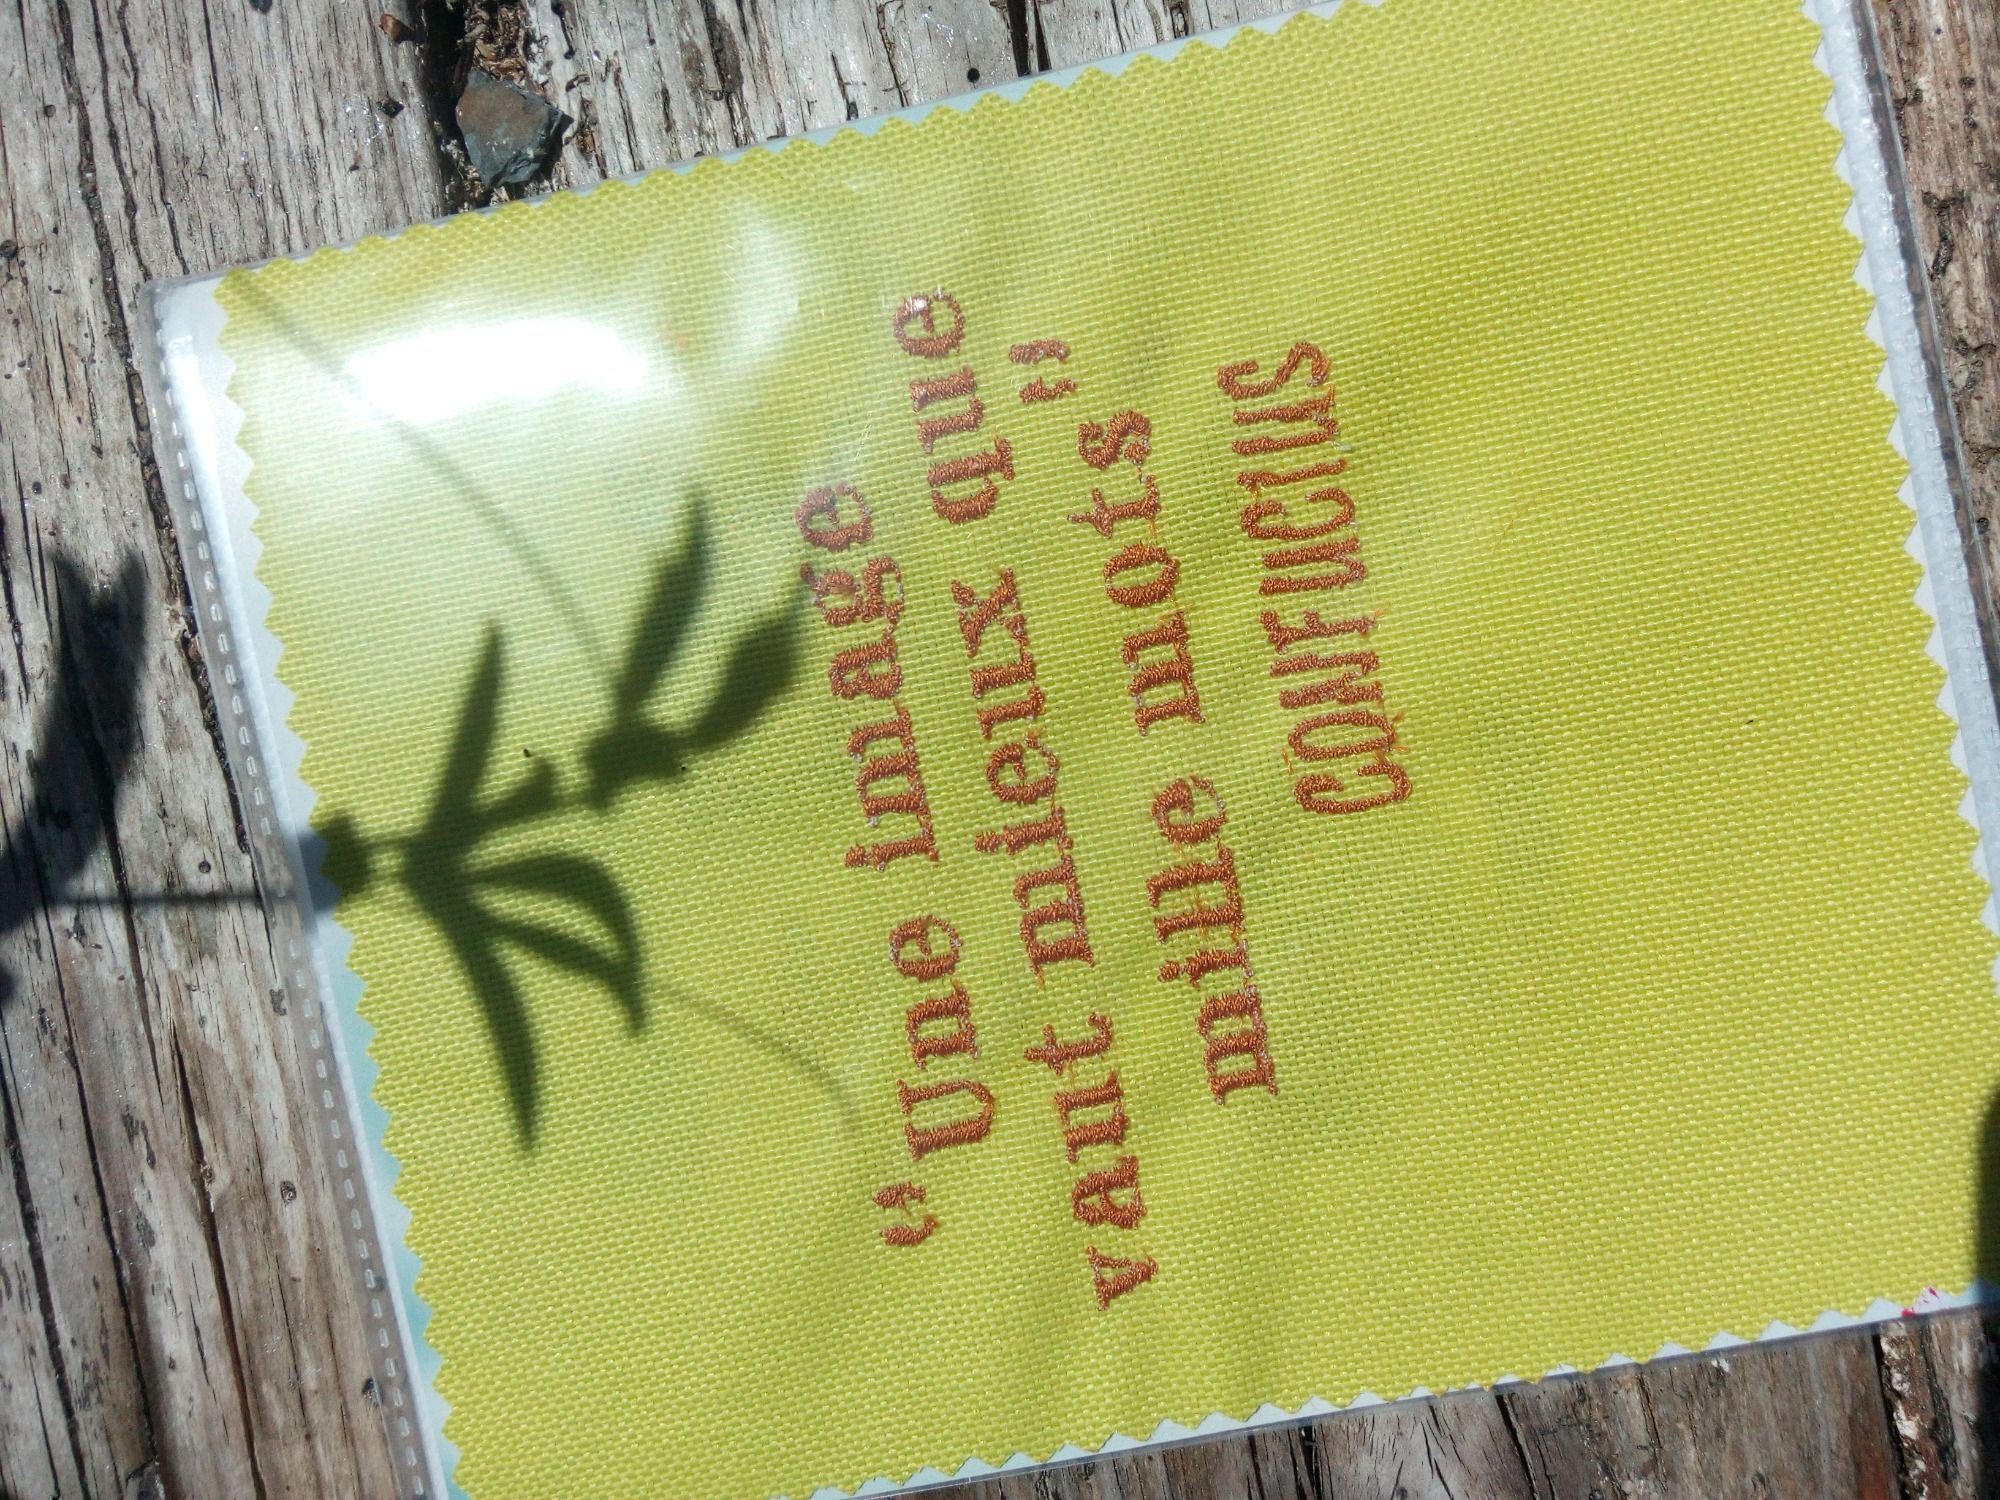 “Une image
vaut mieux que
mille mots”
CONFUCIUS